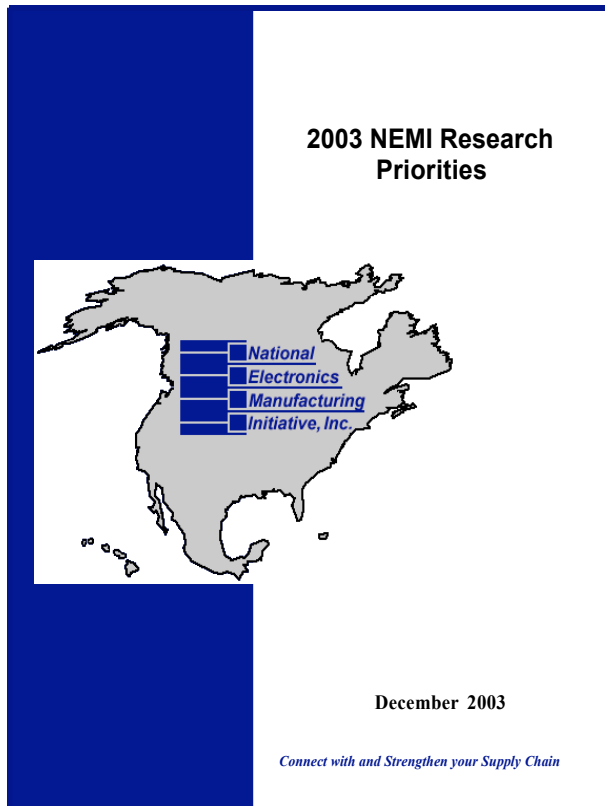 2003 NEMI Research
Priorities
National
Electronics
Manufacturing
Initiative, Inc.
December 2003
Connect with and Strengthen your Supply Chain